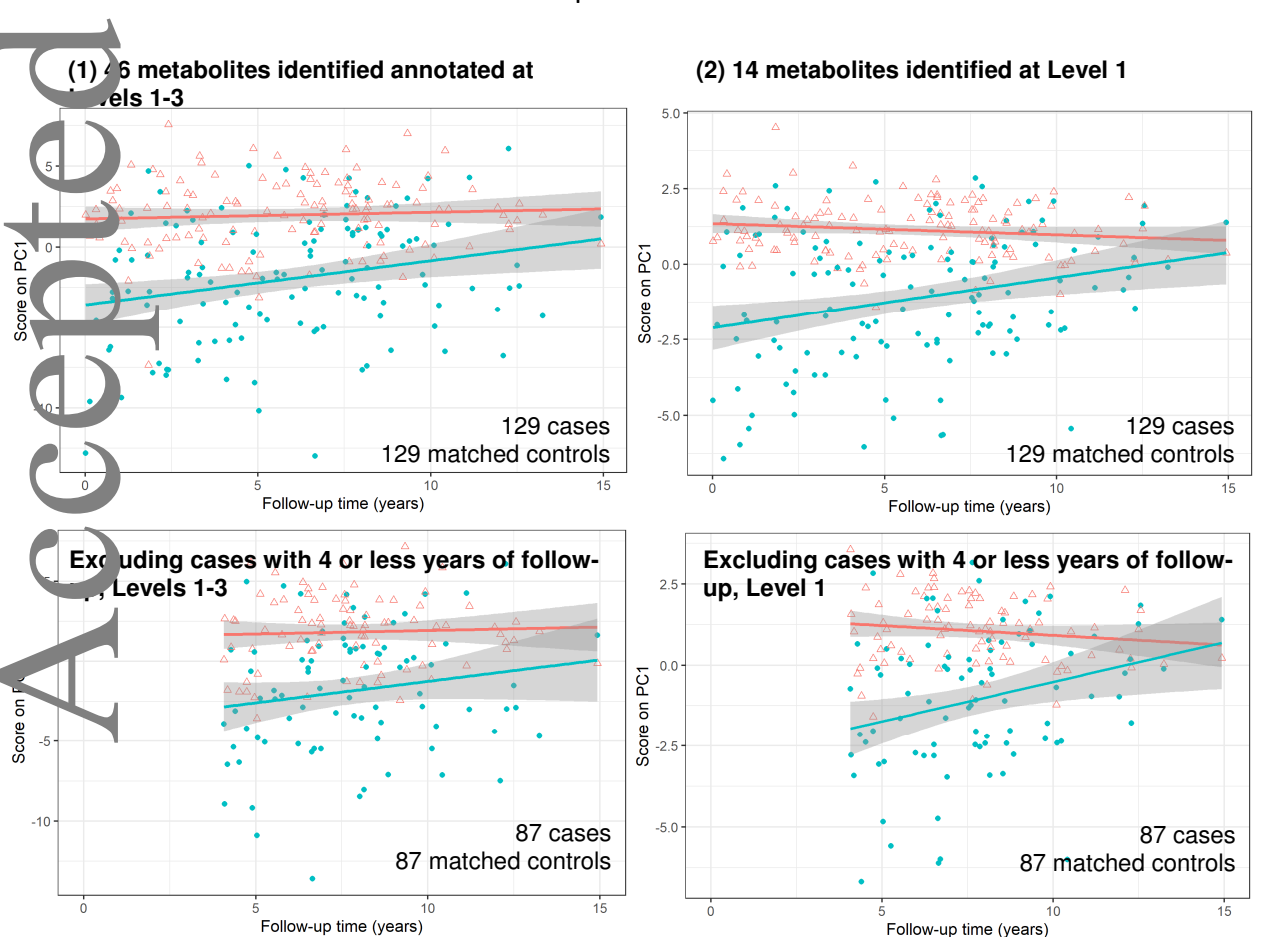 Accepted
(1) 46 metabolites identified annotated at
Levels 1-3
5
0
-10
Score on PC1
0
5
10
15
Follow-up time (years)
129 cases
129 matched controls
(2) 14 metabolites identified at Level 1
5.0
2.5
0.0
-2.5
-5.0
Score on PC1
0
5
10
15
Follow-up time (years)
129 cases
129 matched controls
Excluding cases with 4 or less years of follow-
up, Levels 1-3
-5
-10
Score on PC1
0
5
10
15
Follow-up time (years)
87 cases
87 matched controls
Excluding cases with 4 or less years of follow-
up, Level 1
2.5
0.0
-2.5
-5.0
Score on PC1
0
5
10
15
Follow-up time (years)
87 cases
87 matched controls